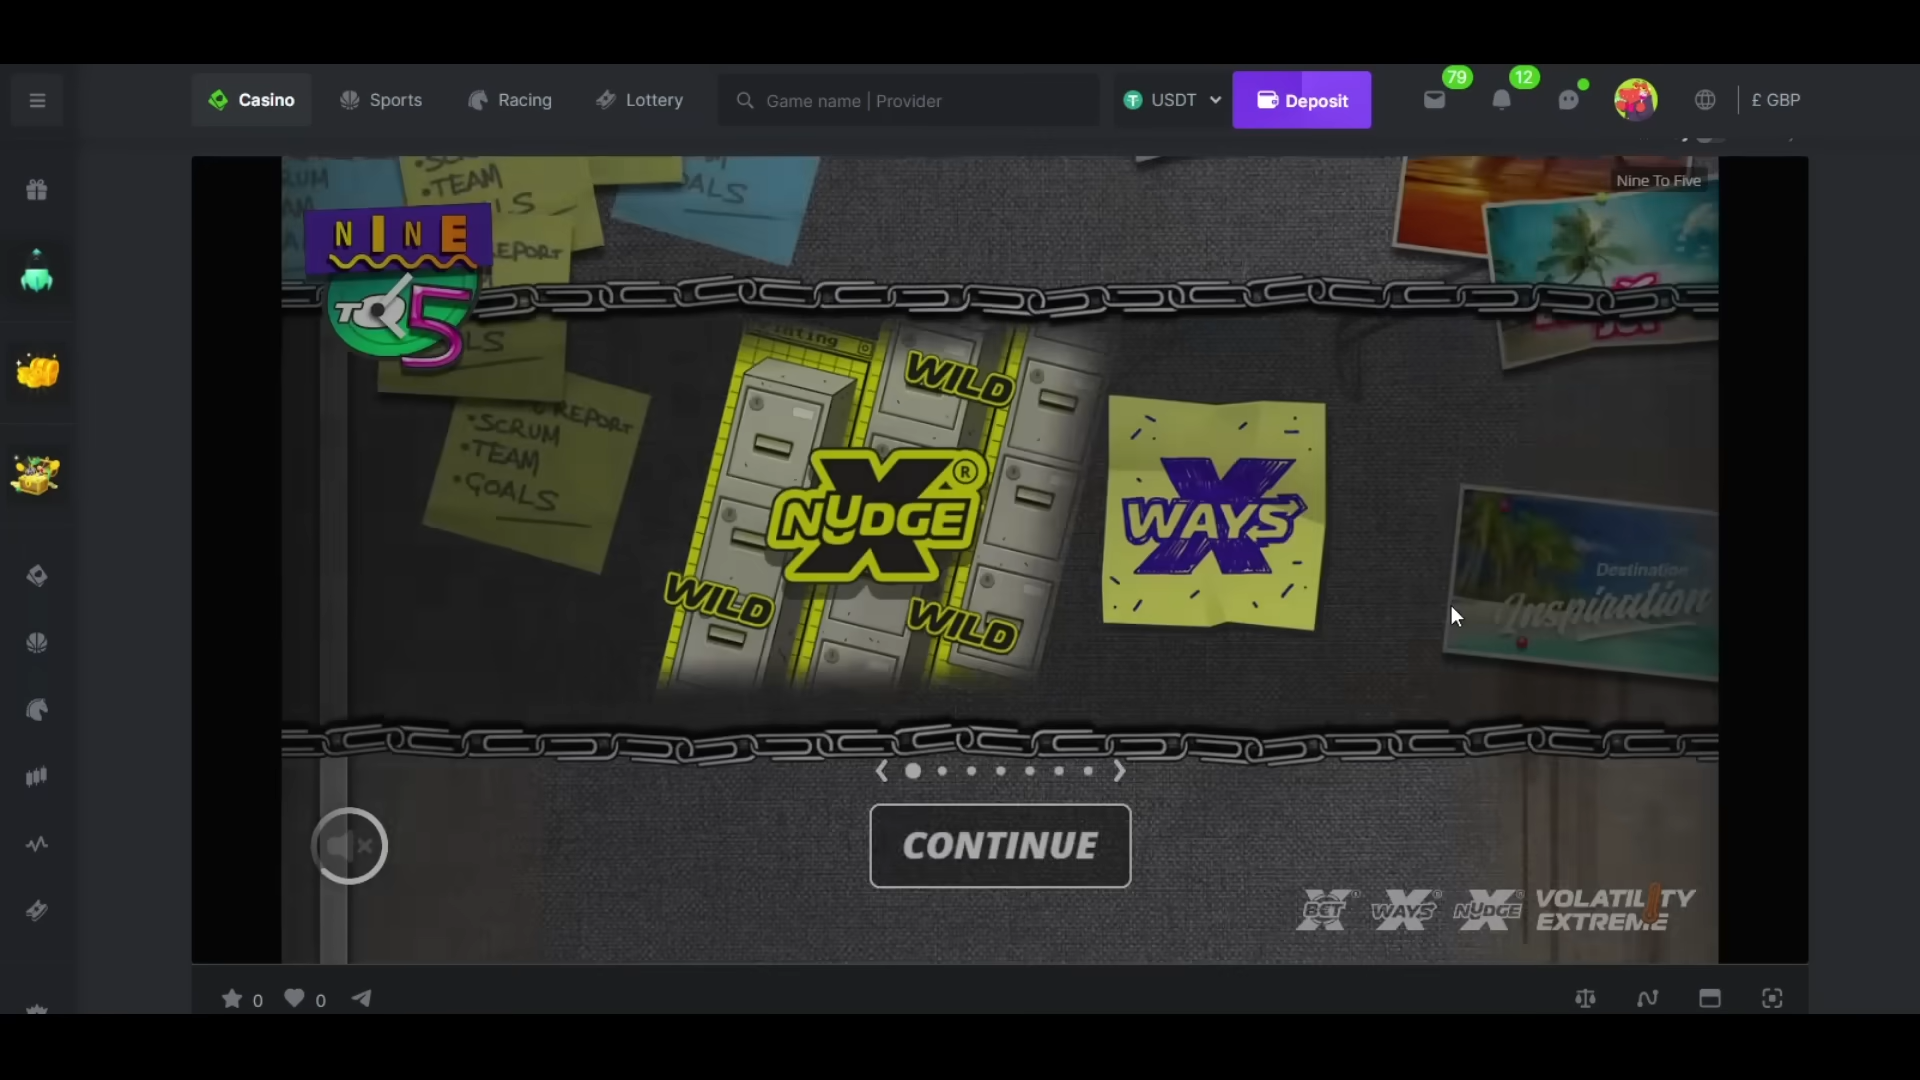 Casino
Sports
Racing
Lottery
Game name | Provider
USDT
Deposit
79
12
£ GBP
Nine To Five
TEAM
NINE
TO 5
REPORT
SCRUM
TEAM
GOALS
WILD
X NUDGE ®
WILD
WILD
X WAYS
Destination
Inspiration
CONTINUE
X BET
X WAYS
X NUDGE
VOLATILITY
EXTREME
0
0